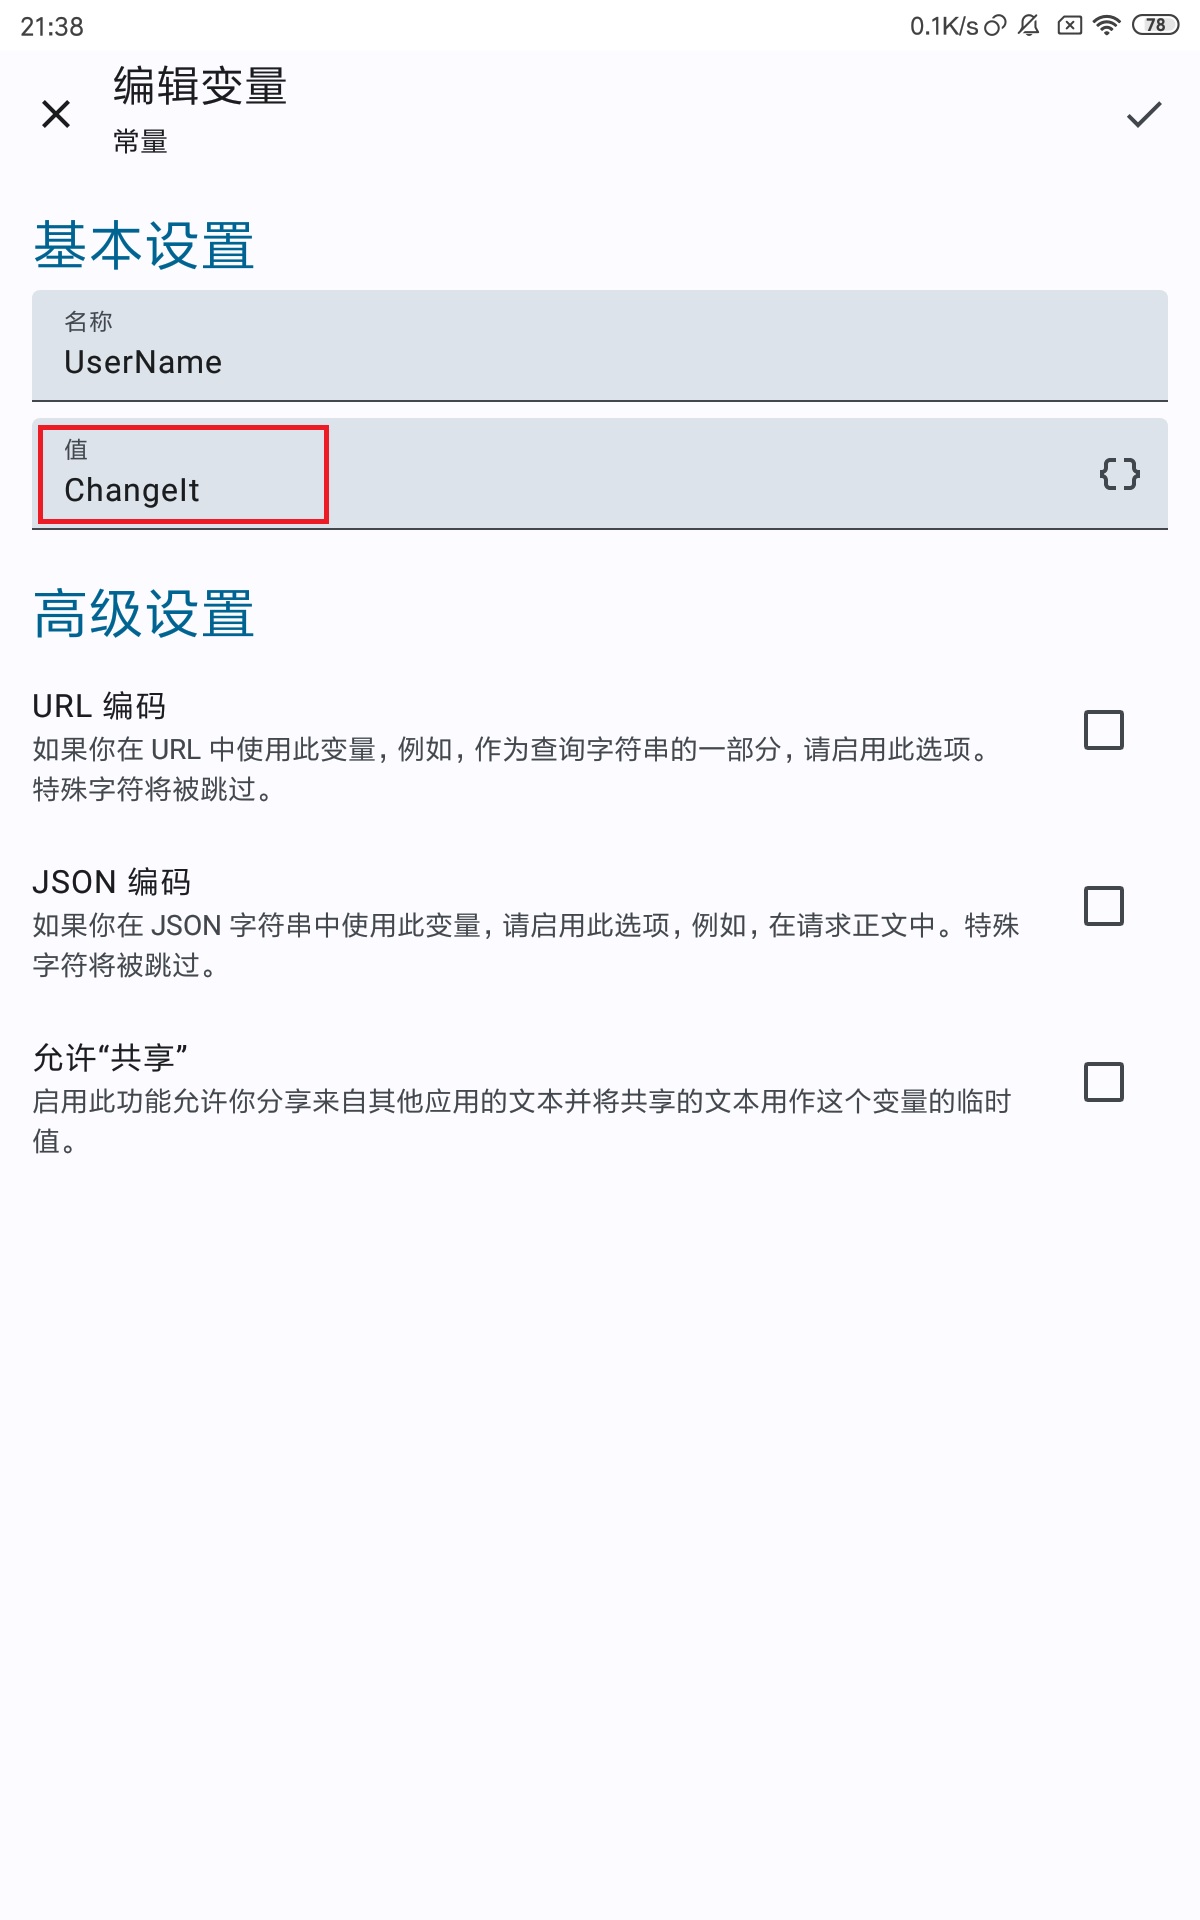 21:38
0.1K/s
78
编辑变量
常量
基本设置
名称
UserName
值
ChangeIt
{}
高级设置
URL 编码
如果你在 URL 中使用此变量，例如，作为查询字符串的一部分，请启用此选项。
特殊字符将被跳过。
JSON 编码
如果你在 JSON 字符串中使用此变量，请启用此选项，例如，在请求正文中。特殊
字符将被跳过。
允许“共享”
启用此功能允许你分享来自其他应用的文本并将共享的文本用作这个变量的临时
值。